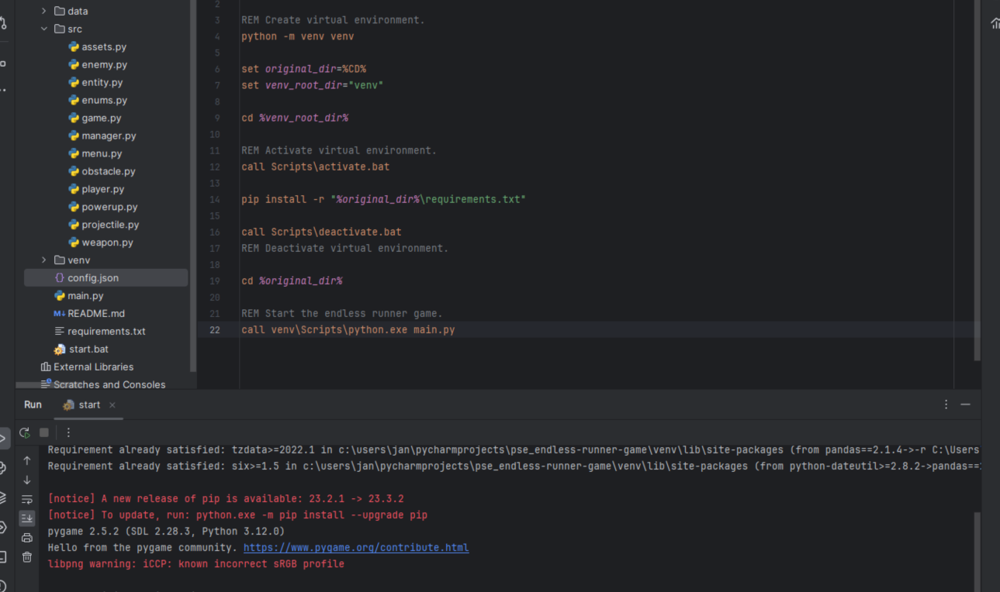 data
src
assets.py
enemy.py
entity.py
enums.py
game.py
manager.py
menu.py
obstacle.py
player.py
powerup.py
projectile.py
weapon.py
venv
{} config.json
main.py
M↓ README.md
requirements.txt
start.bat
External Libraries
Scratches and Consoles
2
3 REM Create virtual environment.
4 python -m venv venv
5
6 set original_dir=%CD%
7 set venv_root_dir="venv"
8
9 cd %venv_root_dir%
10
11 REM Activate virtual environment.
12 call Scripts\activate.bat
13
14 pip install -r "%original_dir%\requirements.txt"
15
16 call Scripts\deactivate.bat
17 REM Deactivate virtual environment.
18
19 cd %original_dir%
20
21 REM Start the endless runner game.
22 call venv\Scripts\python.exe main.py
Run start
Requirement already satisfied: tzdata>=2022.1 in c:\users\jan\pycharmprojects\pse_endless-runner-game\venv\lib\site-packages (from pandas==2.1.4->-r C:\Users
Requirement already satisfied: six>=1.5 in c:\users\jan\pycharmprojects\pse_endless-runner-game\venv\lib\site-packages (from python-dateutil>=2.8.2->pandas==
[notice] A new release of pip is available: 23.2.1 -> 23.3.2
[notice] To update, run: python.exe -m pip install --upgrade pip
pygame 2.5.2 (SDL 2.28.3, Python 3.12.0)
Hello from the pygame community. https://www.pygame.org/contribute.html
libpng warning: iCCP: known incorrect sRGB profile